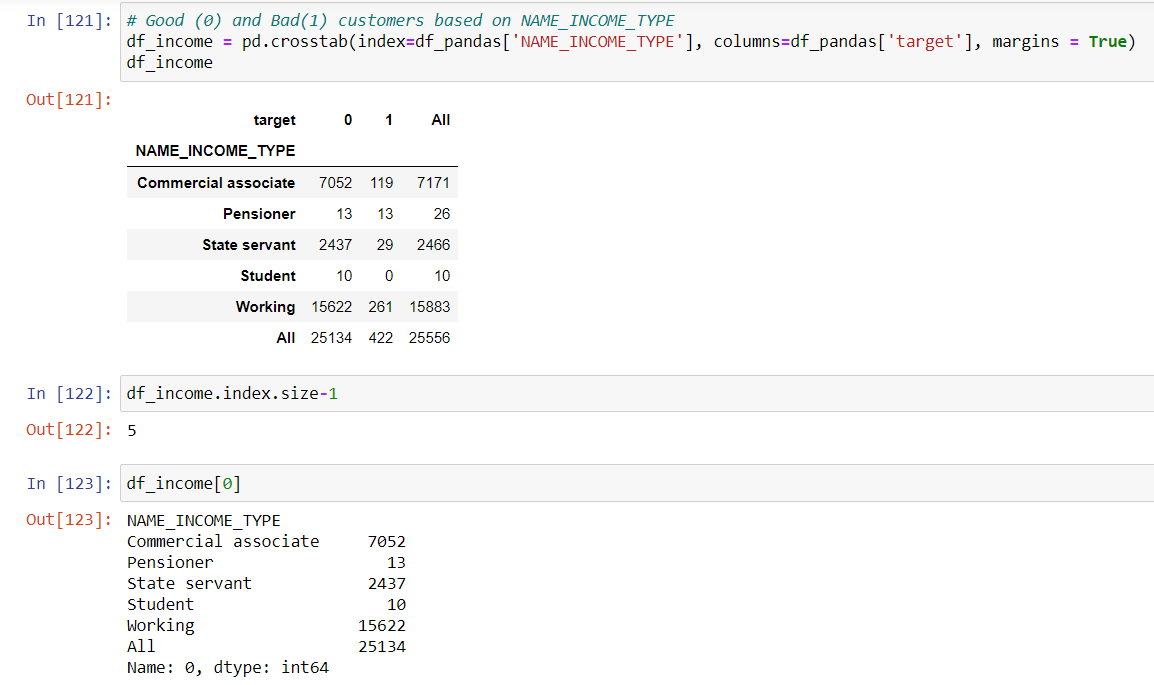 In [121]: # Good (0) and Bad(1) customers based on NAME_INCOME_TYPE
df_income = pd.crosstab(index=df_pandas['NAME_INCOME_TYPE'], columns=df_pandas['target'], margins = True)
df_income
Out[121]:
target 0 1 All
NAME_INCOME_TYPE
Commercial associate 7052 119 7171
Pensioner 13 13 26
State servant 2437 29 2466
Student 10 0 10
Working 15622 261 15883
All 25134 422 25556
In [122]: df_income.index.size-1
Out[122]: 5
In [123]: df_income[0]
Out[123]: NAME_INCOME_TYPE
Commercial associate 7052
Pensioner 13
State servant 2437
Student 10
Working 15622
All 25134
Name: 0, dtype: int64